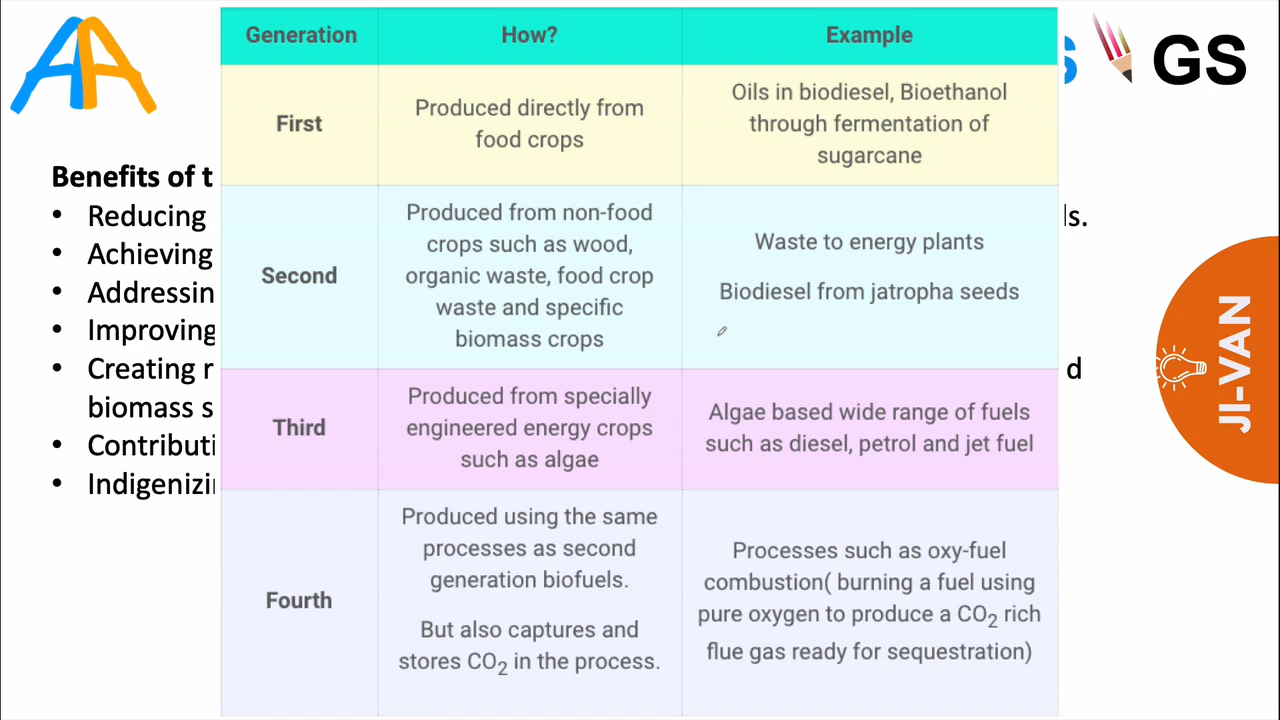 Generation How? Example
First
Produced directly from
food crops
Oils in biodiesel, Bioethanol
through fermentation of
sugarcane
Second
Produced from non-food
crops such as wood,
organic waste, food crop
waste and specific
biomass crops
Waste to energy plants
Biodiesel from jatropha seeds
Third
Produced from specially
engineered energy crops
such as algae
Algae based wide range of fuels
such as diesel, petrol and jet fuel
Fourth
Produced using the same
processes as second
generation biofuels.
But also captures and
stores CO2 in the process.
Processes such as oxy-fuel
combustion( burning a fuel using
pure oxygen to produce a CO2 rich
flue gas ready for sequestration)
Benefits of
• Reducing
• Achieving
•
• Improving
• Creating
biomass
•
•
AA
GS
JI-VAN